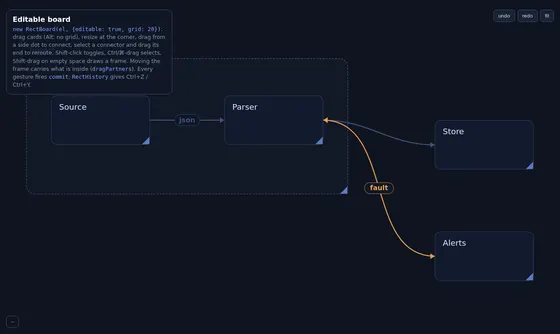 Editable board
new RectBoard(el, {editable: true, grid: 20}):
drag cards (Alt: no grid), resize at the corner, drag from
a side dot to connect, select a connector and drag its
end to reroute. Shift-click toggles, Ctrl/⌘-drag selects,
Shift-drag on empty space draws a frame. Moving the
frame carries what is inside (dragPartners). Every
gesture fires commit; RectHistory gives Ctrl+Z /
Ctrl+Y.
undo redo fit
Source
json
Parser
Store
fault
Alerts